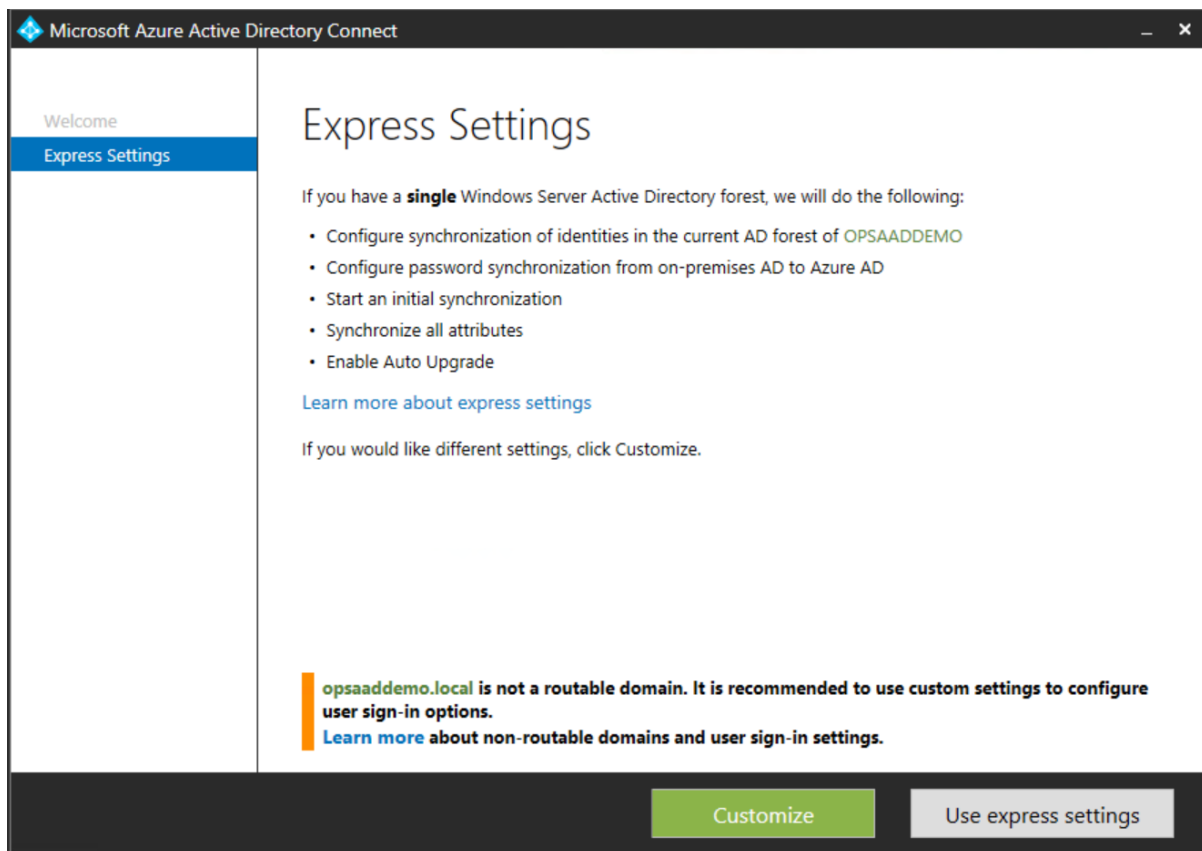 Microsoft Azure Active Directory Connect
Welcome
Express Settings
Express Settings
If you have a single Windows Server Active Directory forest, we will do the following:
• Configure synchronization of identities in the current AD forest of OPSAADDEMO
• Configure password synchronization from on-premises AD to Azure AD
• Start an initial synchronization
• Synchronize all attributes
• Enable Auto Upgrade
Learn more about express settings
If you would like different settings, click Customize.
opsaaddemo.local is not a routable domain. It is recommended to use custom settings to configure
user sign-in options.
Learn more about non-routable domains and user sign-in settings.
Customize
Use express settings